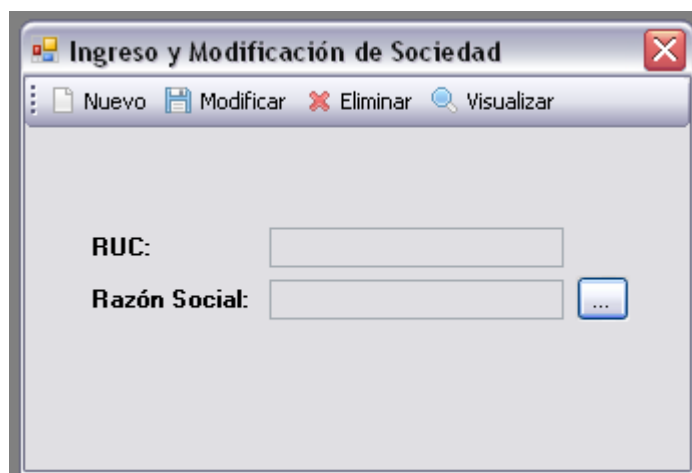 Ingreso y Modificación de Sociedad
Nuevo Modificar Eliminar Visualizar
RUC:
Razón Social:
...